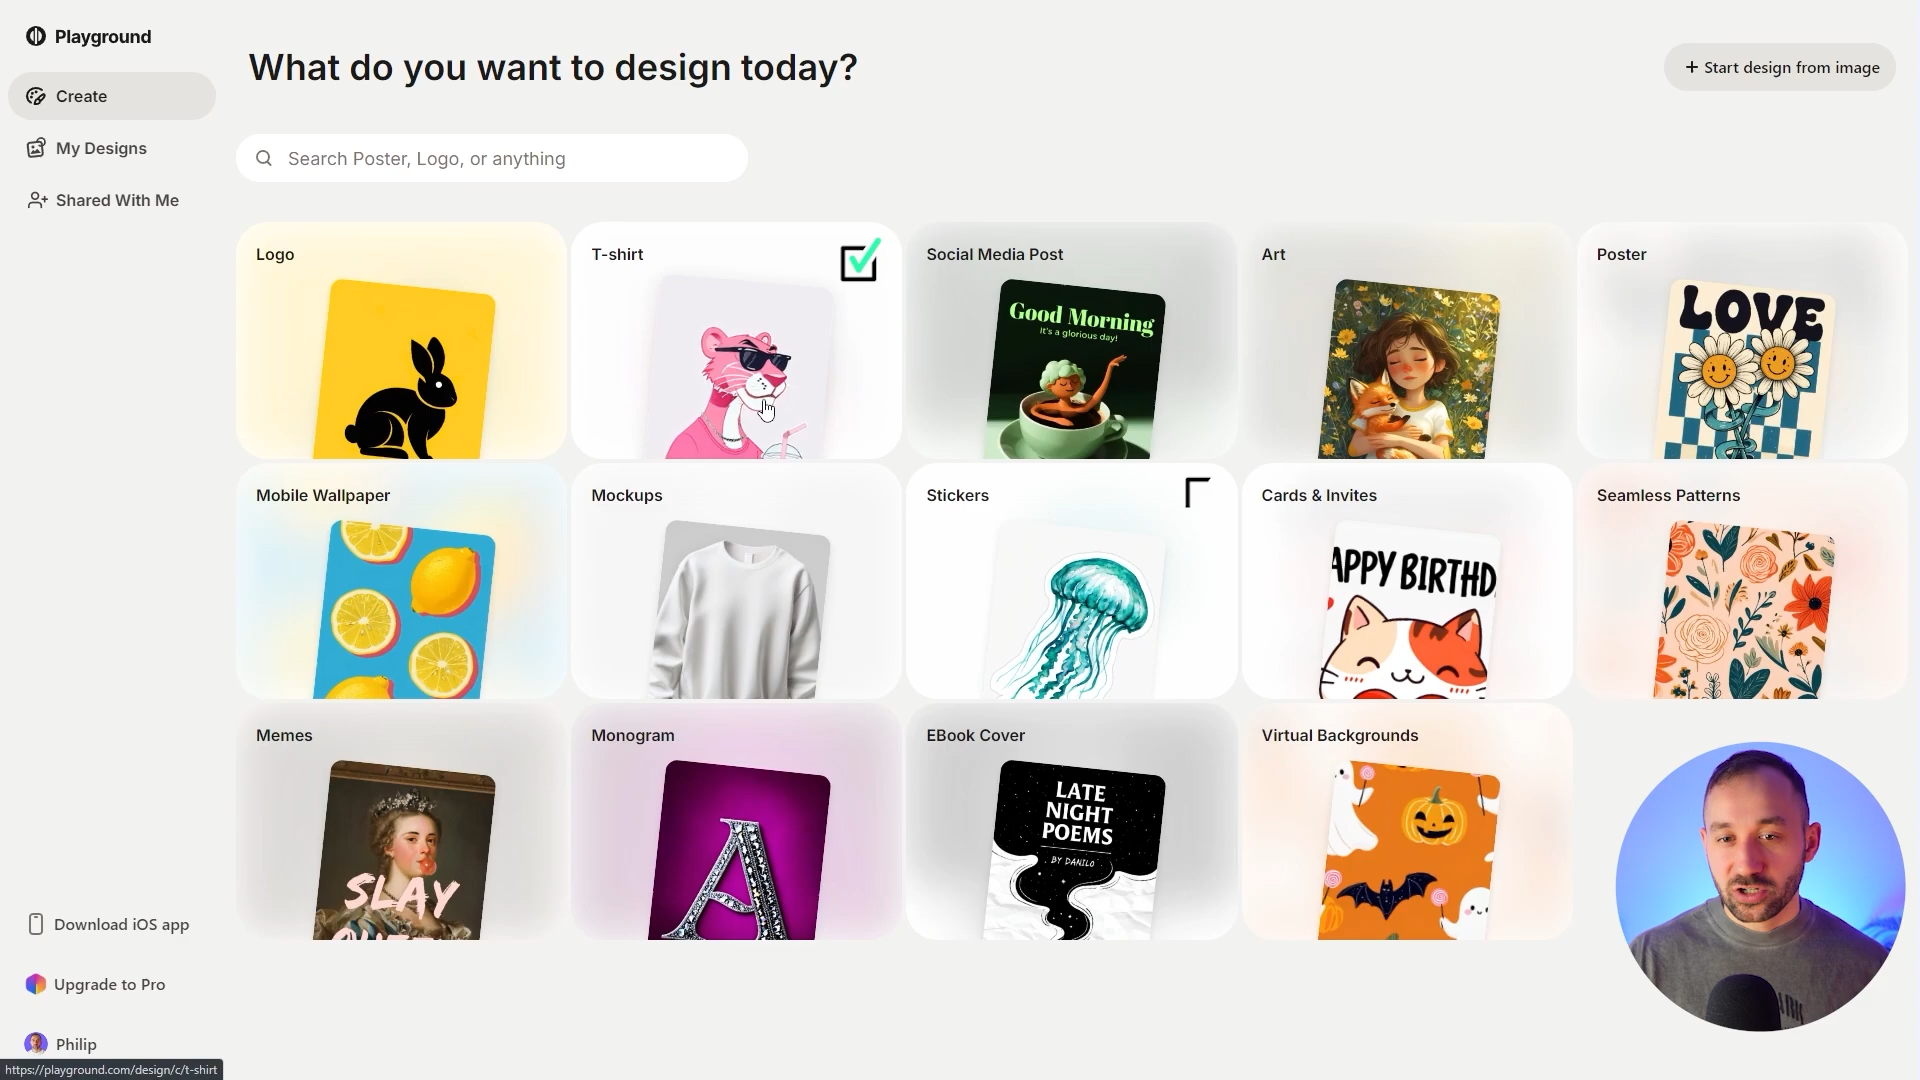 Playground
Create
My Designs
Shared With Me
What do you want to design today?
+ Start design from image
Search Poster, Logo, or anything
Logo
T-shirt
Social Media Post
Good Morning
It's a glorious day!
Art
Poster
LOVE
Mobile Wallpaper
Mockups
Stickers
Cards & Invites
APPY BIRTHD
Seamless Patterns
Memes
SLAY
Monogram
A
EBook Cover
LATE
NIGHT
POEMS
BY DANILO
Virtual Backgrounds
Download iOS app
Upgrade to Pro
Philip
https://playground.com/design/c/t-shirt